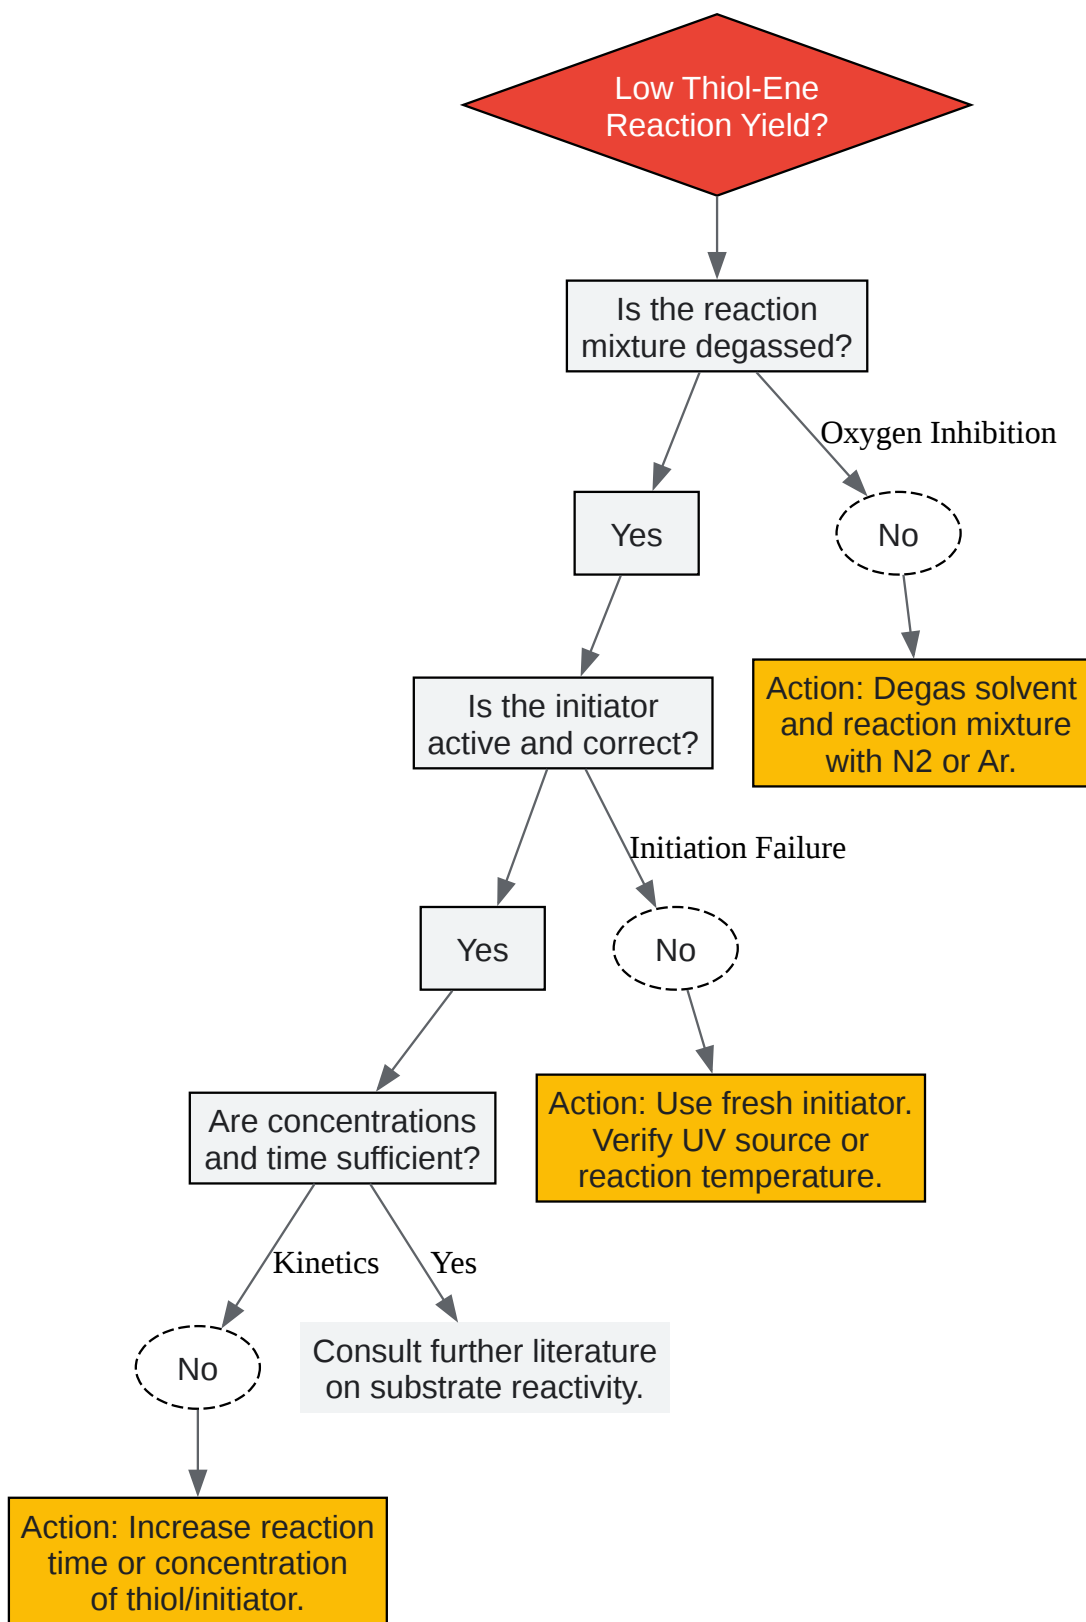 Low Thiol-Ene
Reaction Yield?
Is the reaction
mixture degassed?
Oxygen Inhibition
Yes
No
Is the initiator
active and correct?
Action: Degas solvent
and reaction mixture
with N2 or Ar.
Initiation Failure
Yes
No
Are concentrations
and time sufficient?
Action: Use fresh initiator.
Verify UV source or
reaction temperature.
Kinetics
Yes
No
Consult further literature
on substrate reactivity.
Action: Increase reaction
time or concentration
of thiol/initiator.